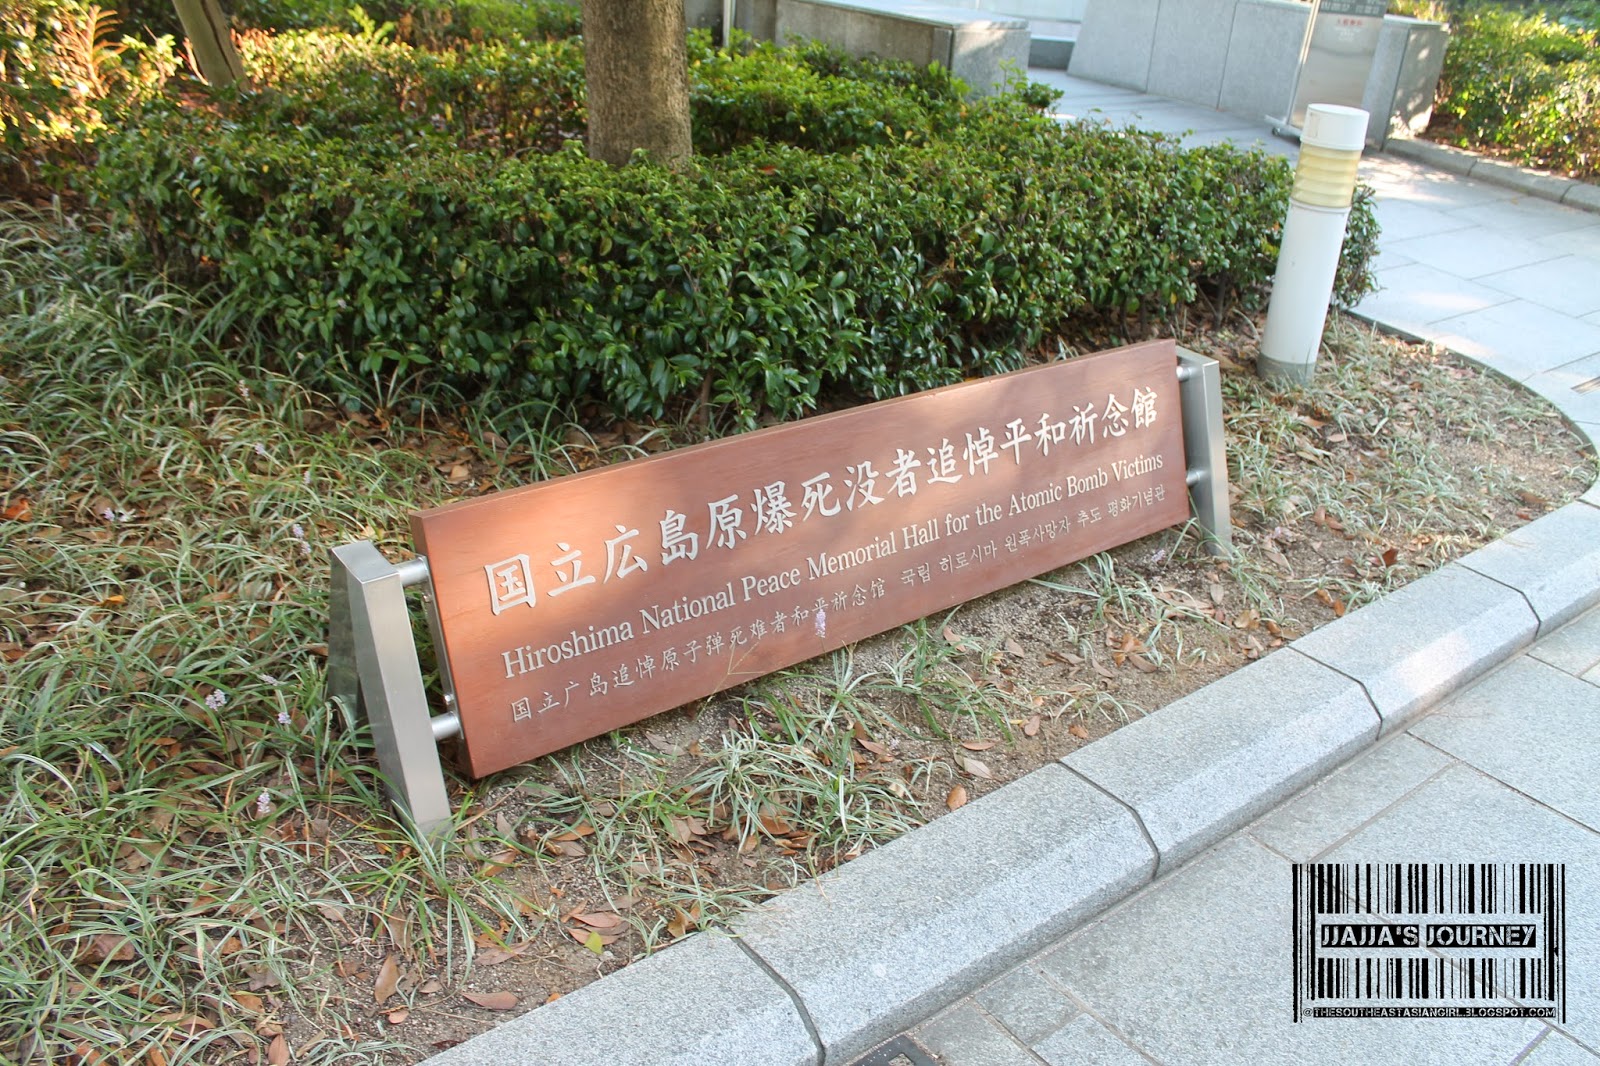 国立広島原爆死没者追悼平和祈念館
Hiroshima National Peace Memorial Hall for the Atomic Bomb Victims
国立广岛追悼原子弹死难者和平祈念馆 국립 히로시마 원폭사망자 추도 평화기념관
JJAJJA'S JOURNEY
@THESOUTHEASTASIANGIRL.BLOGSPOT.COM